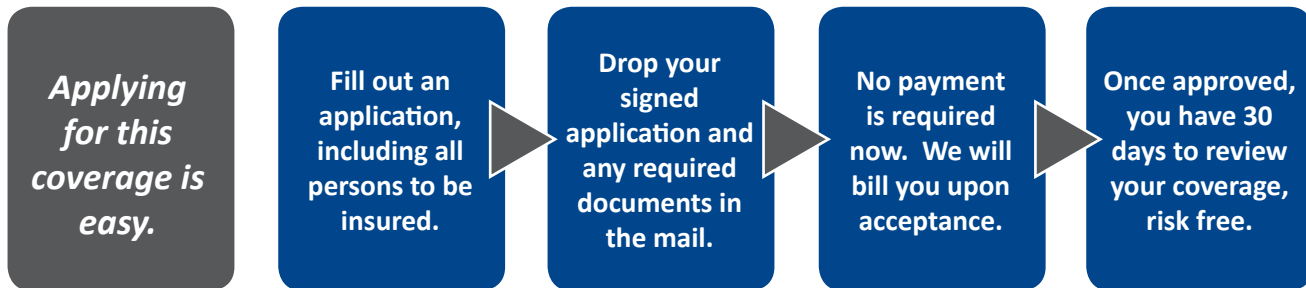 Applying
for this
coverage is
easy.
Fill out an
application,
including all
persons to be
insured.
Drop your
signed
application and
any required
documents in
the mail.
No payment
is required
now.  We will
bill you upon
acceptance.
Once approved,
you have 30
days to review
your coverage,
risk free.